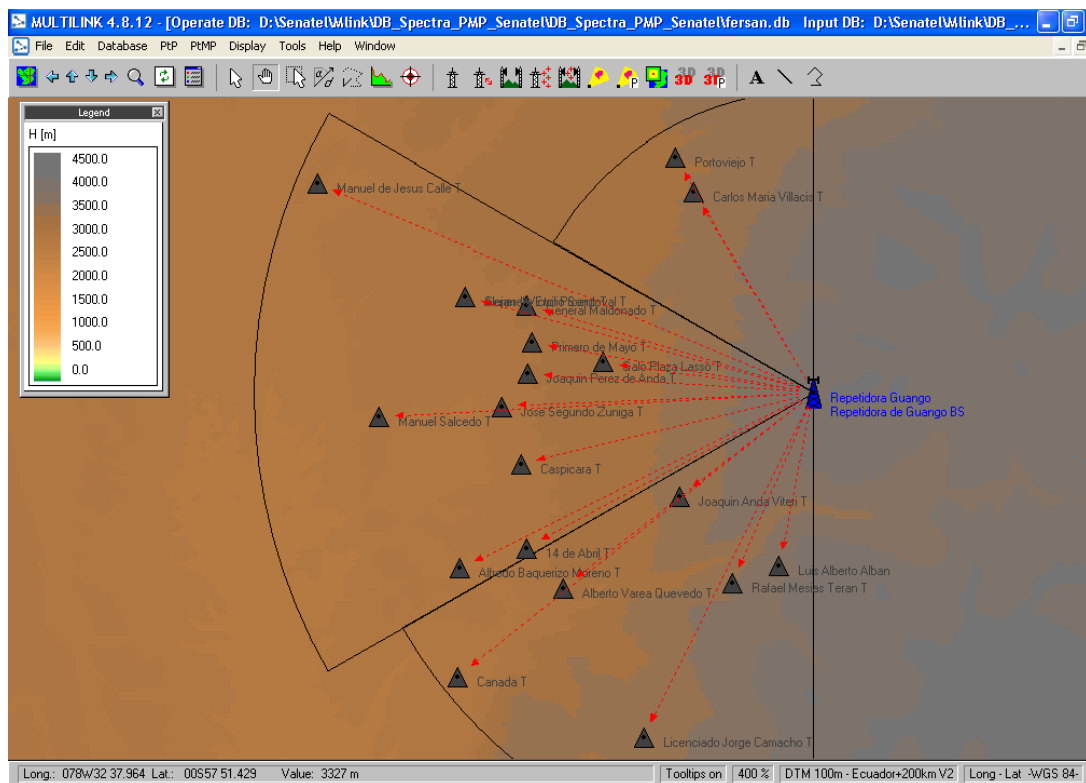 MULTILINK 4.8.12 - [Operate DB: D:\Senatel\Mlink\DB_Spectra_PMP_Senatel\DB_Spectra_PMP_Senatel\fersan.db Input DB: D:\Senatel\Mlink\DB_...
File Edit Database PtP PtMP Display Tools Help Window
P 3D 3D 3D 3TP A
Legend
H [m]
4500.0
4000.0
3500.0
3000.0
2500.0
2000.0
1500.0
1000.0
500.0
0.0
Portoviejo T
Manuel de Jesus Calle T
Carlos Maria Villacis T
General Maldonado T
Primero de Mayo T
Galo Plaza Lasso T
Joaquin Perez de Anda T
Repetidora Guango
Jose Segundo Zuniga T
Repetidora de Guango BS
Manuel Salcedo T
Caspicara T
Joaquin Anda Viteri T
14 de Abril T
Alfredo Baquerizo Moreno T
Luis Alberto Alban
Alberto Varea Quevedo T
Rafael Mesias Teran T
Canada T
Licenciado Jorge Camacho T
Long.: 078W32 37.964 Lat.: 00S57 51.429 Value: 3327 m Tooltips on 400 % DTM 100m - Ecuador+200km V2 Long - Lat -WGS 84-